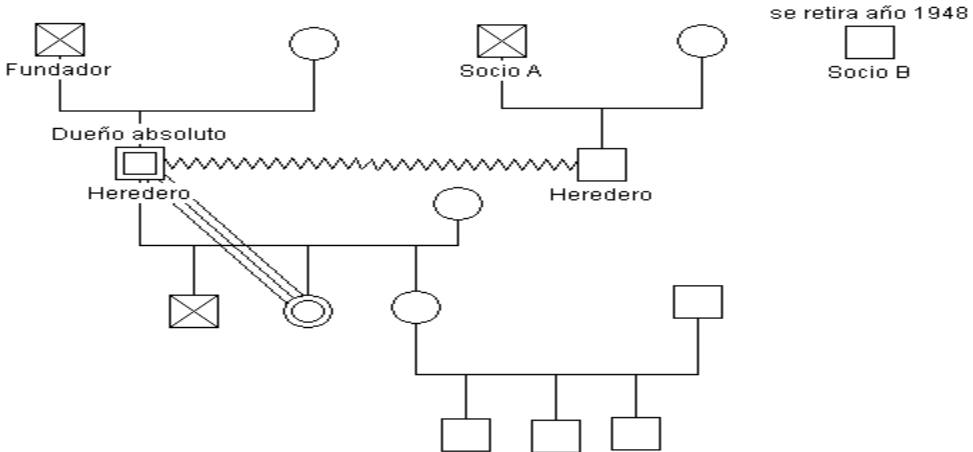 se retira año 1948
Fundador
Socio A
Socio B
Dueño absoluto
Heredero
Heredero